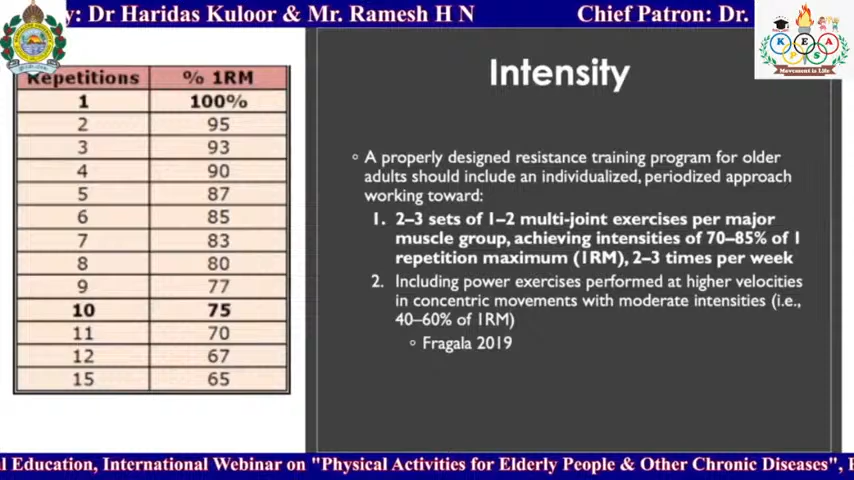 y: Dr Haridas Kuloor & Mr. Ramesh H N
Chief Patron: Dr.
K E A
P S
Movement is Life
Repetitions % 1RM
1 100%
2 95
3 93
4 90
5 87
6 85
7 83
8 80
9 77
10 75
11 70
12 67
15 65
Intensity
A properly designed resistance training program for older
adults should include an individualized, periodized approach
working toward:
1. 2–3 sets of 1–2 multi-joint exercises per major
muscle group, achieving intensities of 70–85% of 1
repetition maximum (1RM), 2–3 times per week
2. Including power exercises performed at higher velocities
in concentric movements with moderate intensities (i.e.,
40–60% of 1RM)
Fragala 2019
l Education, International Webinar on "Physical Activities for Elderly People & Other Chronic Diseases",